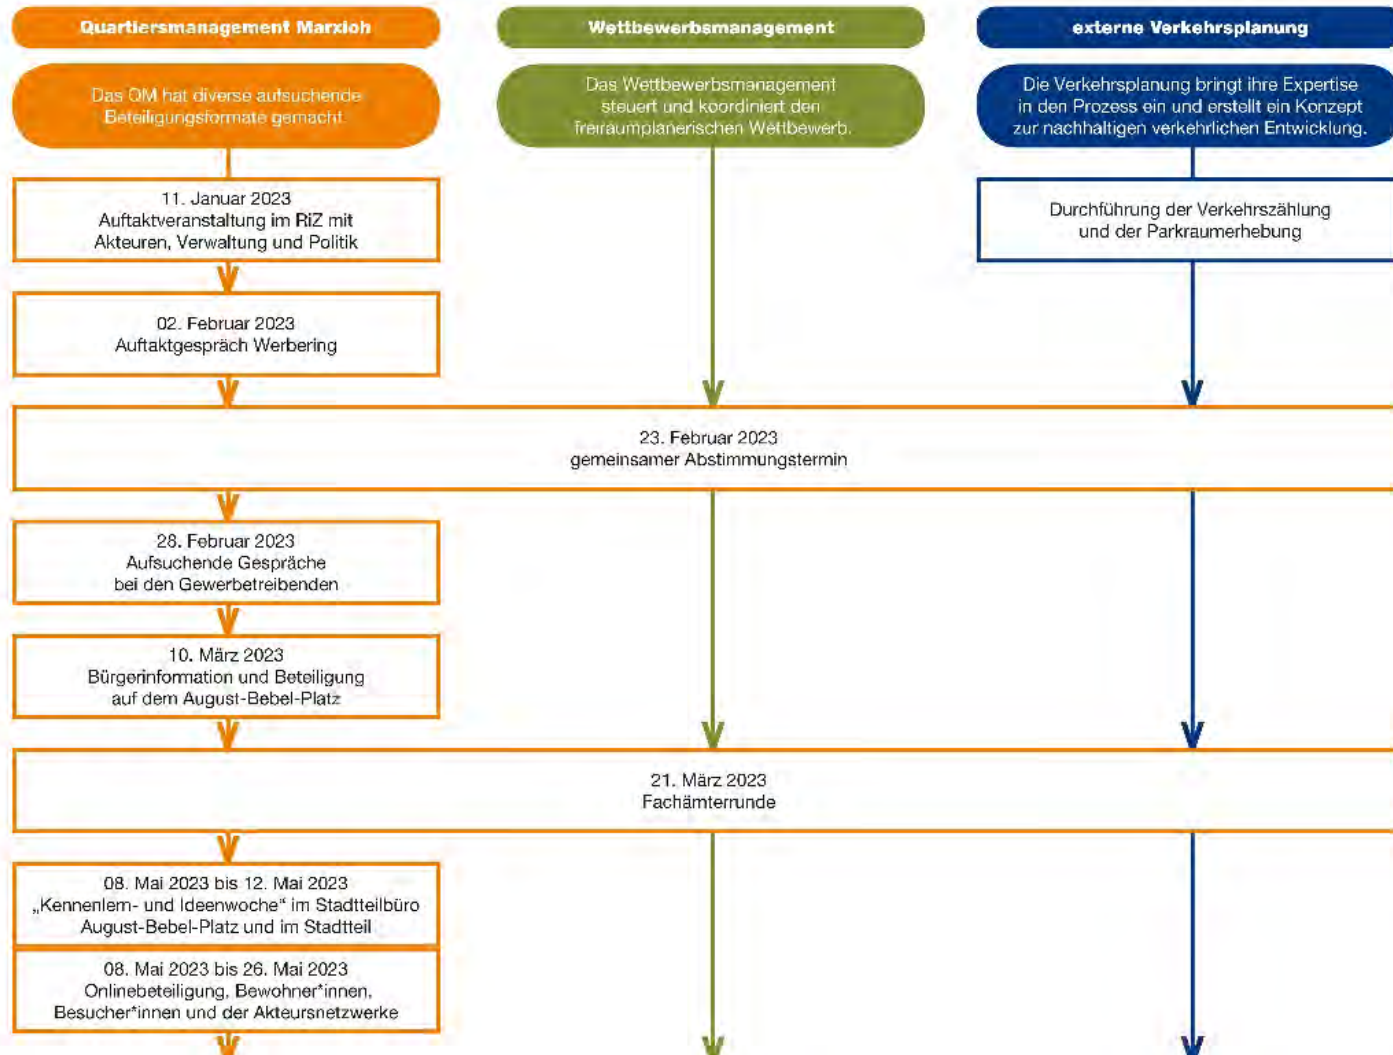 Quartiersmanagement Marxloh
Das QM hat diverse aufsuchende
Beteiligungsformate gemacht.
Wettbewerbsmanagement
Das Wettbewerbsmanagement
steuert und koordiniert den
freiraumplanerischen Wettbewerb.
externe Verkehrsplanung
Die Verkehrsplanung bringt ihre Expertise
in den Prozess ein und erstellt ein Konzept
zur nachhaltigen verkehrlichen Entwicklung.
11. Januar 2023
Auftaktveranstaltung im RiZ mit
Akteuren, Verwaltung und Politik
Durchführung der Verkehrszählung
und der Parkraumerhebung
02. Februar 2023
Auftaktgespräch Werbering
23. Februar 2023
gemeinsamer Abstimmungstermin
28. Februar 2023
Aufsuchende Gespräche
bei den Gewerbetreibenden
10. März 2023
Bürgerinformation und Beteiligung
auf dem August-Bebel-Platz
21. März 2023
Fachämterrunde
08. Mai 2023 bis 12. Mai 2023
„Kennenlern- und Ideenwoche“ im Stadtteilbüro
August-Bebel-Platz und im Stadtteil
08. Mai 2023 bis 26. Mai 2023
Onlinebeteiligung, Bewohner*innen,
Besucher*innen und der Akteursnetzwerke